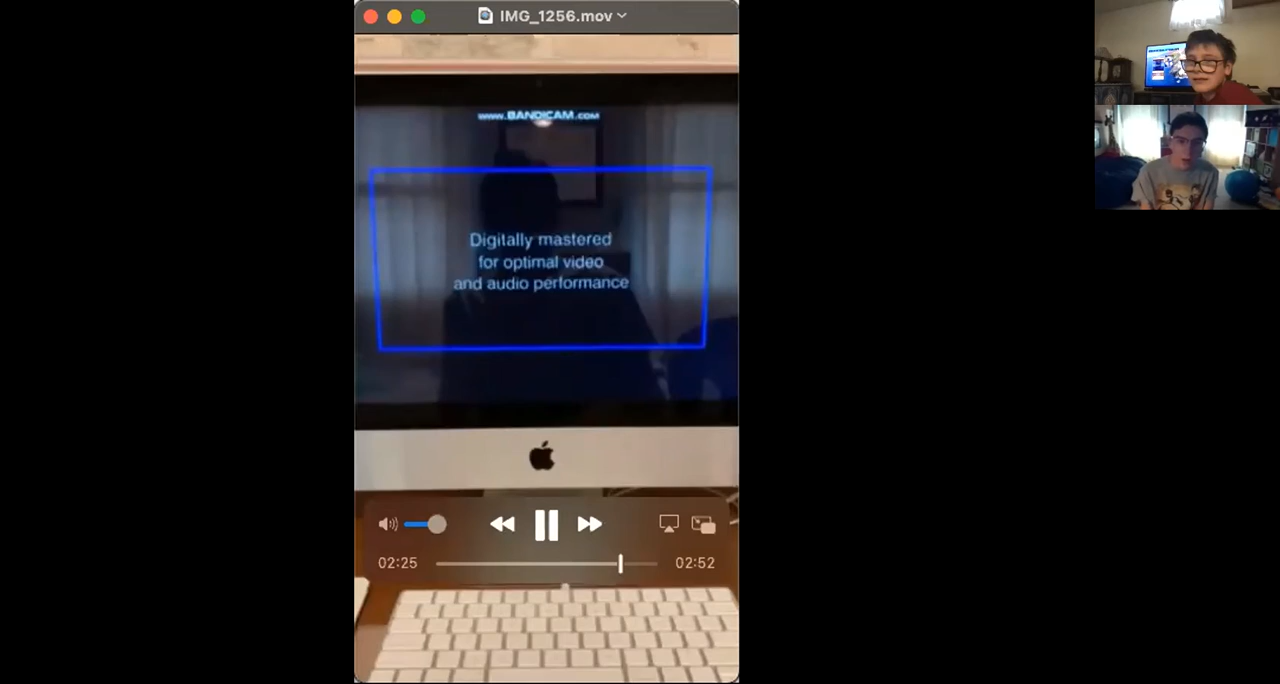 IMG_1256.mov
www.BANDICAM.COM
Digitally mastered
for optimal video
and audio performance
02:25
02:52